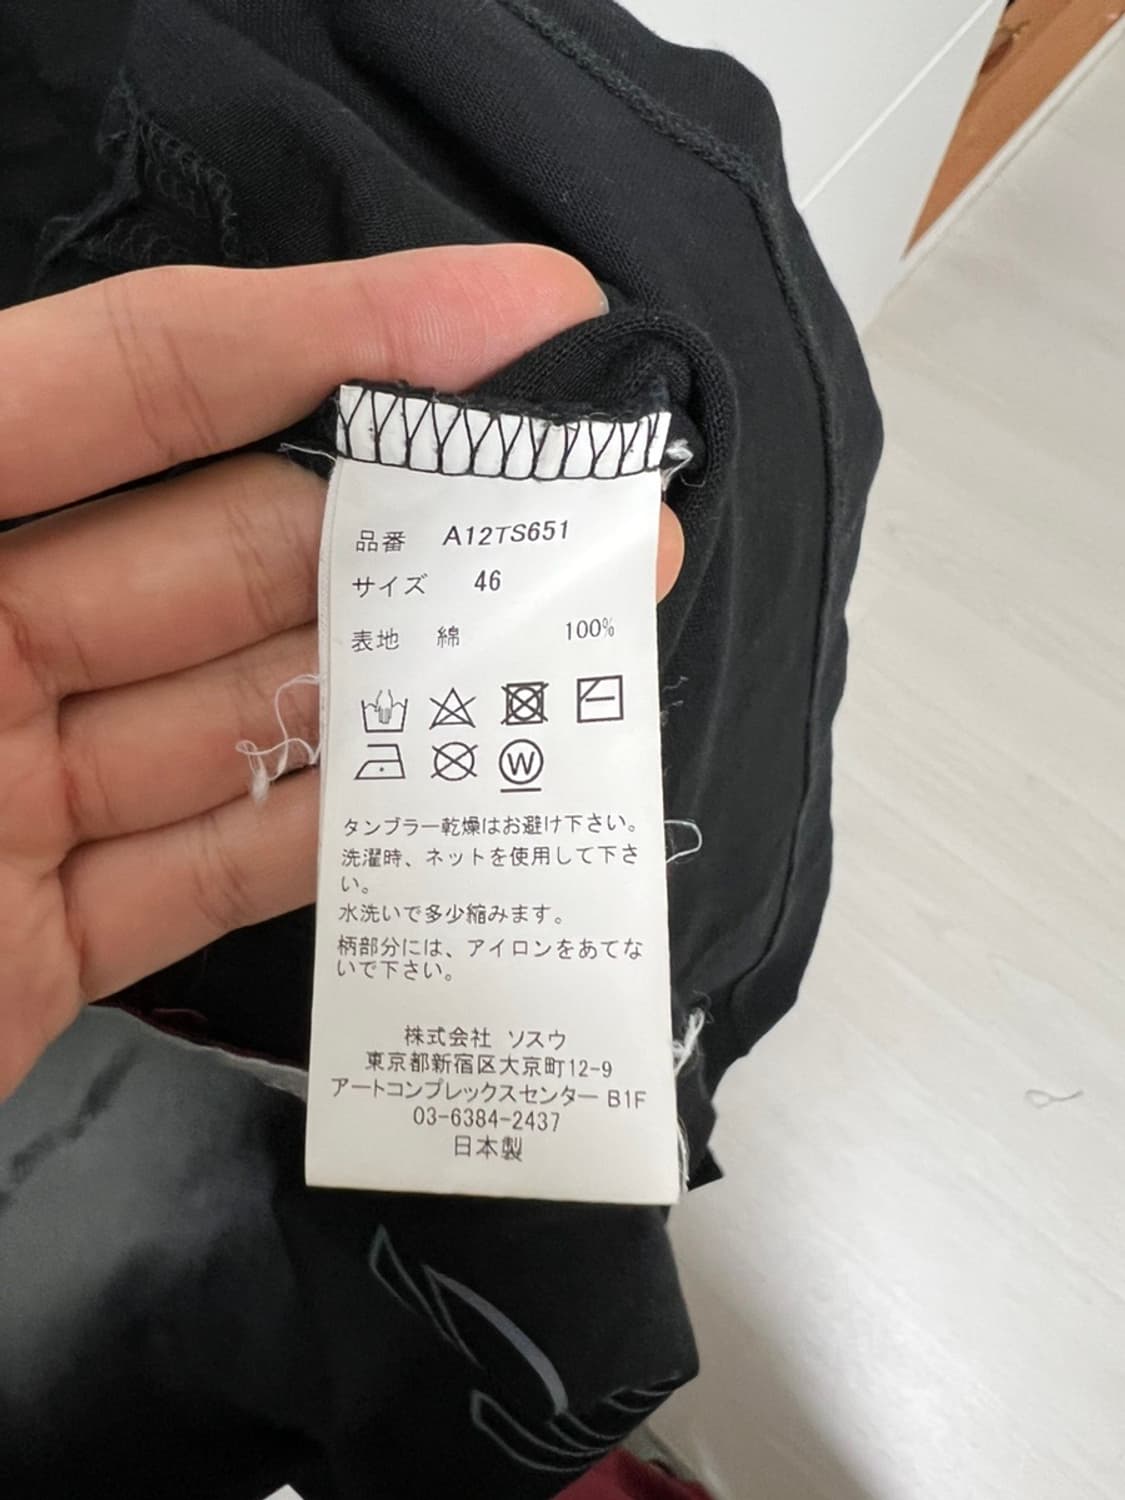 品番 A12TS651
サイズ 46
表地 綿 100%
W
タンブラー乾燥はお避け下さい。
洗濯時、ネットを使用して下さ
い。
水洗いで多少縮みます。
柄部分には、アイロンをあてな
いで下さい。
株式会社 ソスウ
東京都新宿区大京町12-9
アートコンプレックスセンター B1F
03-6384-2437
日本製